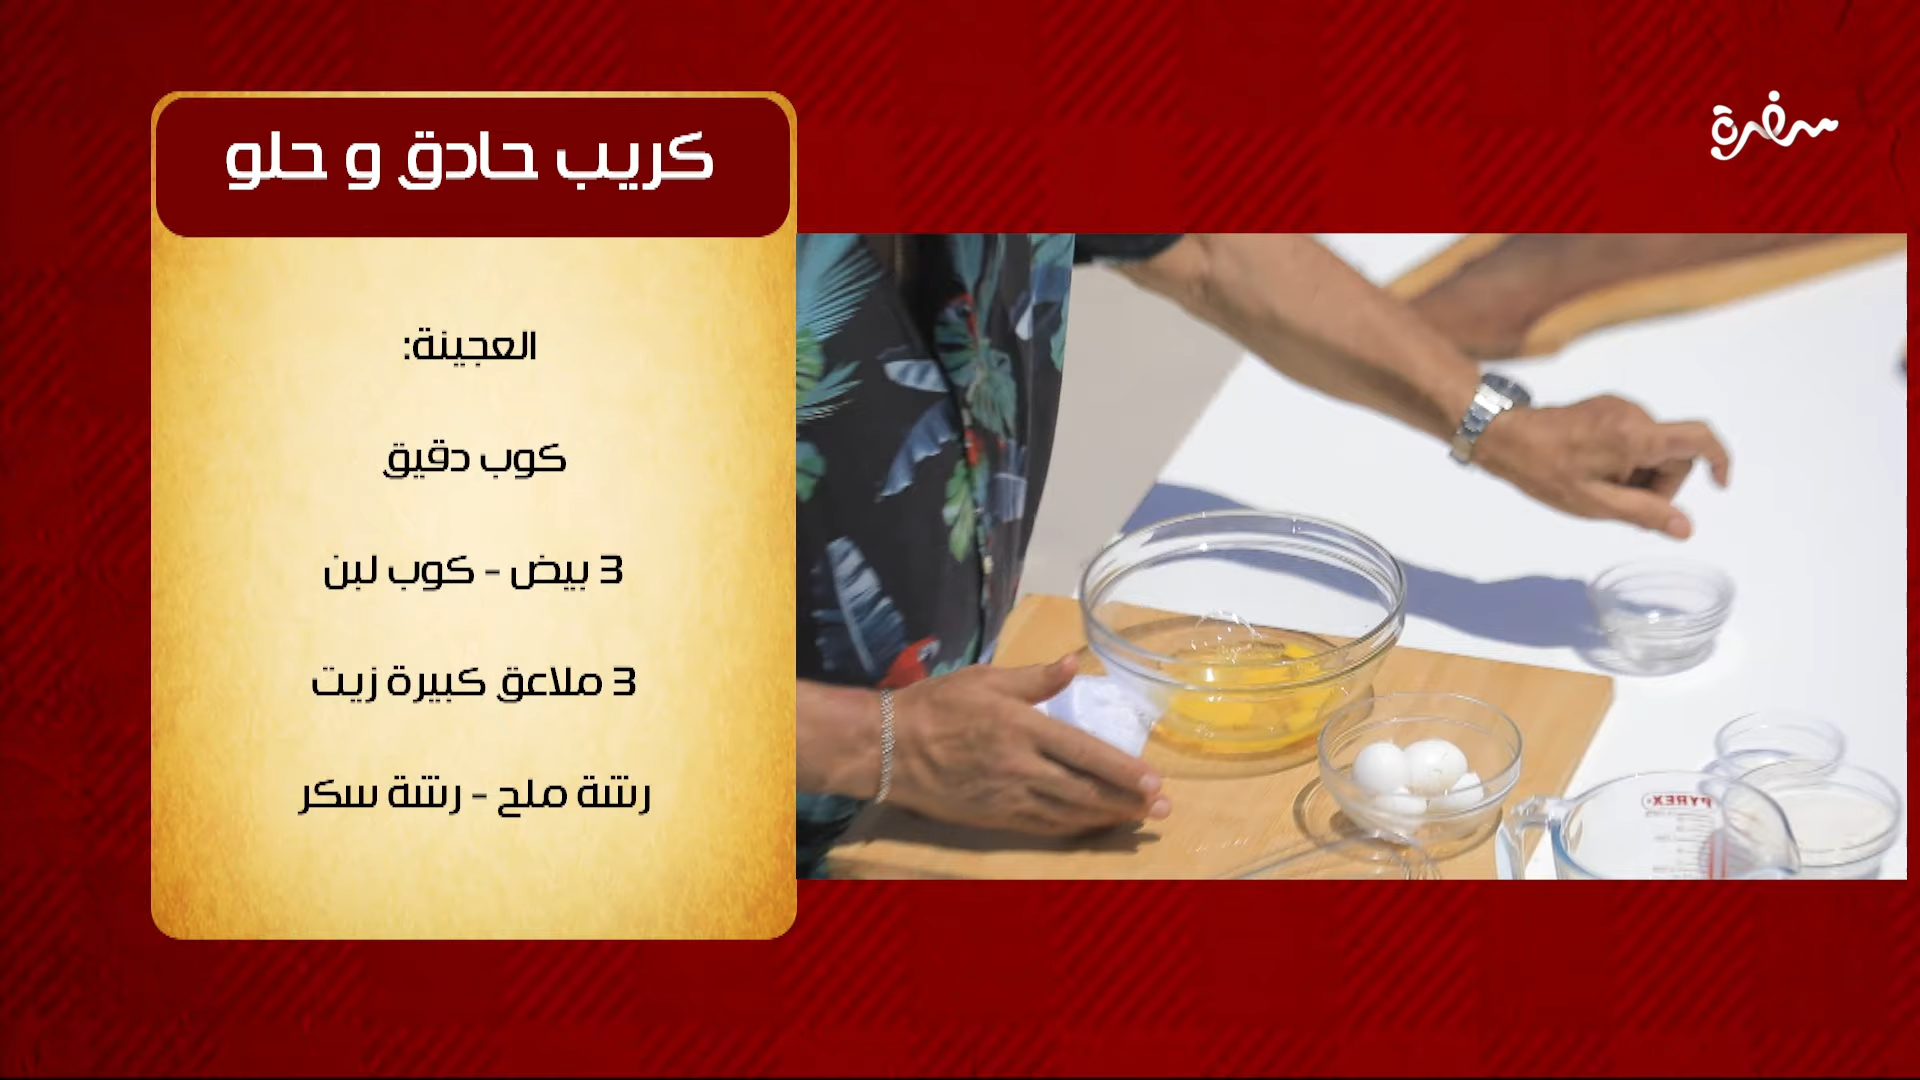 سفرة
كريب حادق و حلو
العجينة:
كوب دقيق
3 بيض - كوب لبن
3 ملاعق كبيرة زيت
رشة ملح - رشة سكر
PYREX